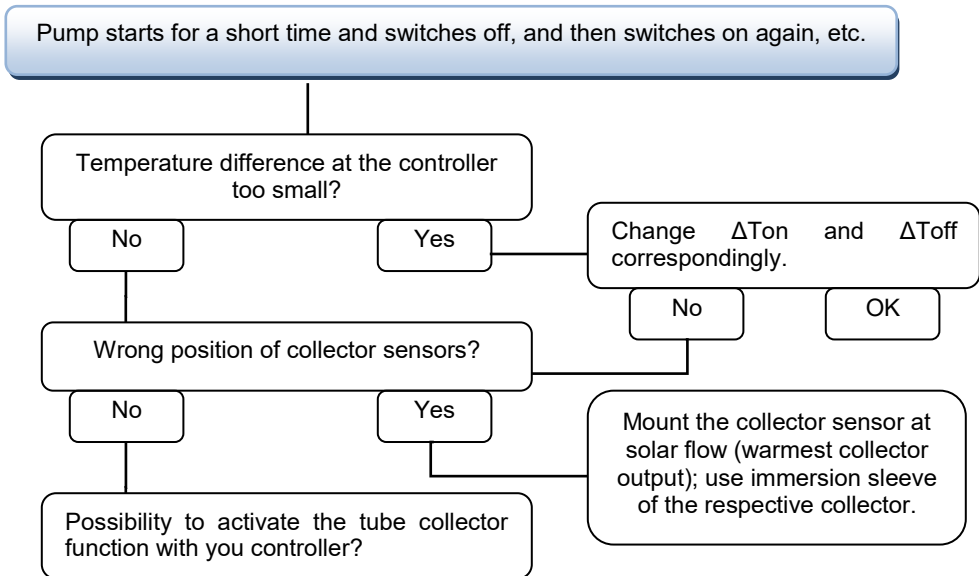 Pump starts for a short time and switches off, and then switches on again, etc.
Temperature difference at the controller
too small?
No
Yes
Change ΔTon and ΔToff
correspondingly.
No
OK
Wrong position of collector sensors?
No
Yes
Mount the collector sensor at
solar flow (warmest collector
output); use immersion sleeve
of the respective collector.
Possibility to activate the tube collector
function with you controller?